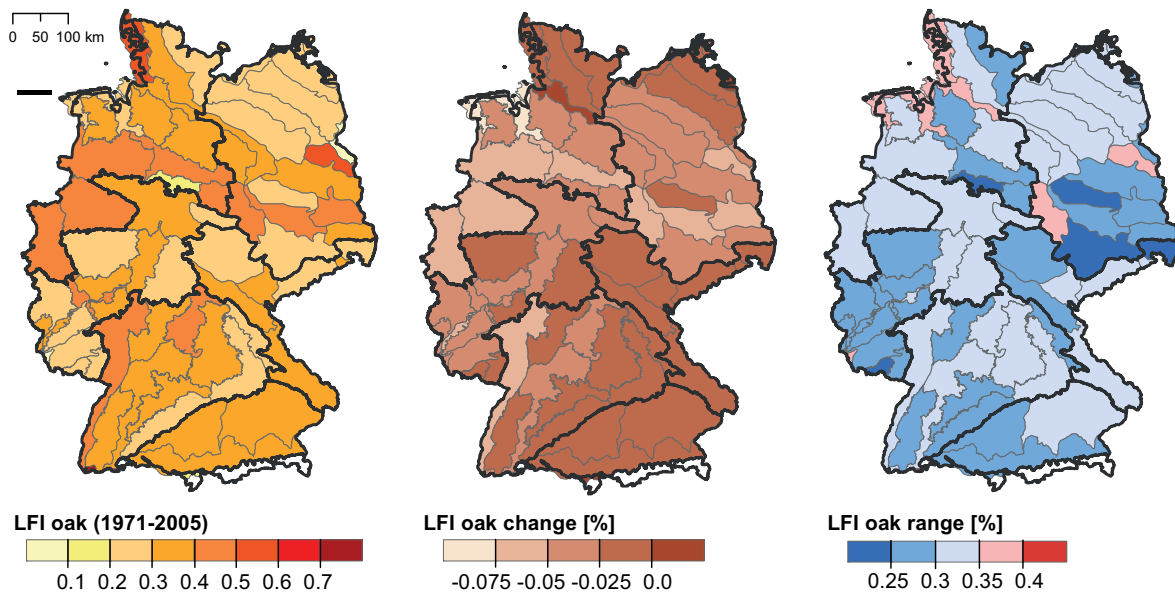 0 50 100 km
LFI oak (1971-2005)
0.1 0.2 0.3 0.4 0.5 0.6 0.7
LFI oak change [%]
-0.075 -0.05 -0.025 0.0
LFI oak range [%]
0.25 0.3 0.35 0.4